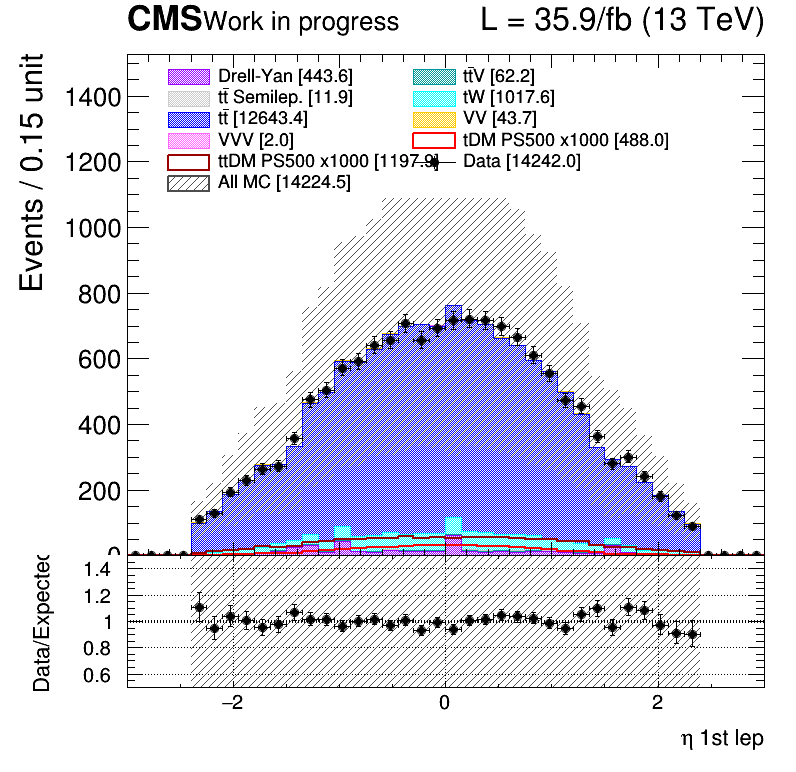 CMS Work in progress L = 35.9/fb (13 TeV)
Events / 0.15 unit
1400
1200
1000
800
600
400
200
0
Drell-Yan [443.6] tt̄V [62.2]
tt̄ Semilep. [11.9] tW [1017.6]
tt̄ [12643.4] VV [43.7]
VVV [2.0] tDM PS500 x1000 [488.0]
ttDM PS500 x1000 [1197.9] Data [14242.0]
All MC [14224.5]
Data/Expected
1.4
1.2
1
0.8
0.6
−2 0 2
η 1st lep